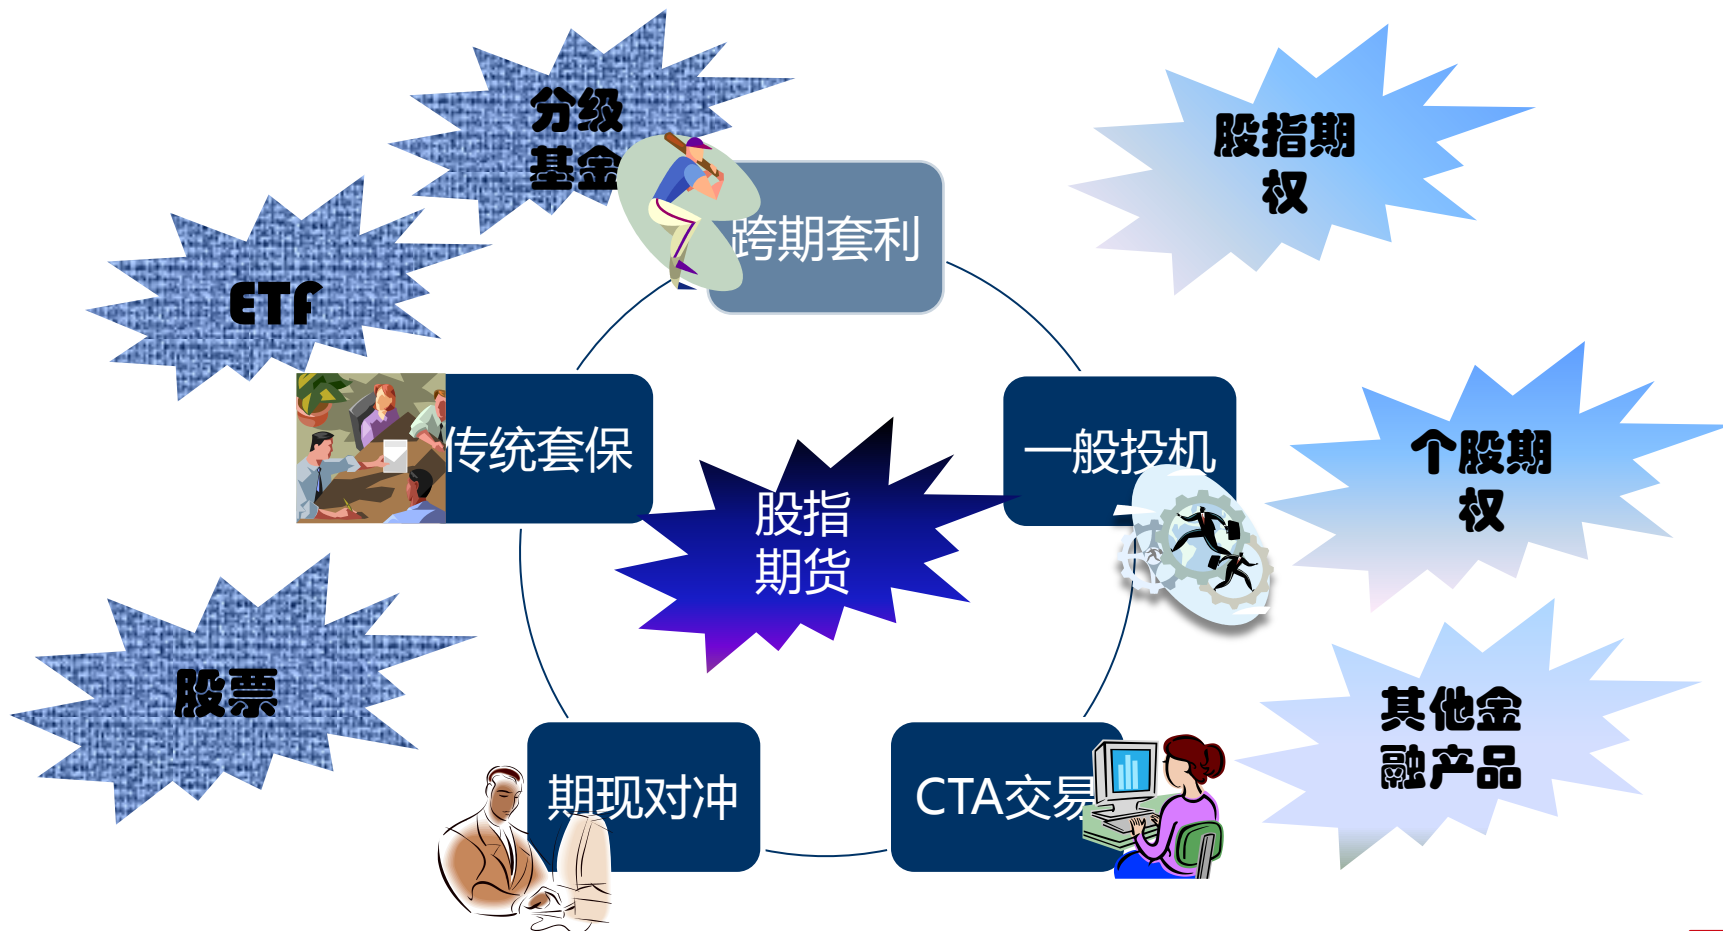 分级
基金
股指期
权
跨期套利
ETF
传统套保
一般投机
个股期
权
股指
期货
股票
其他金
融产品
期现对冲
CTA交易